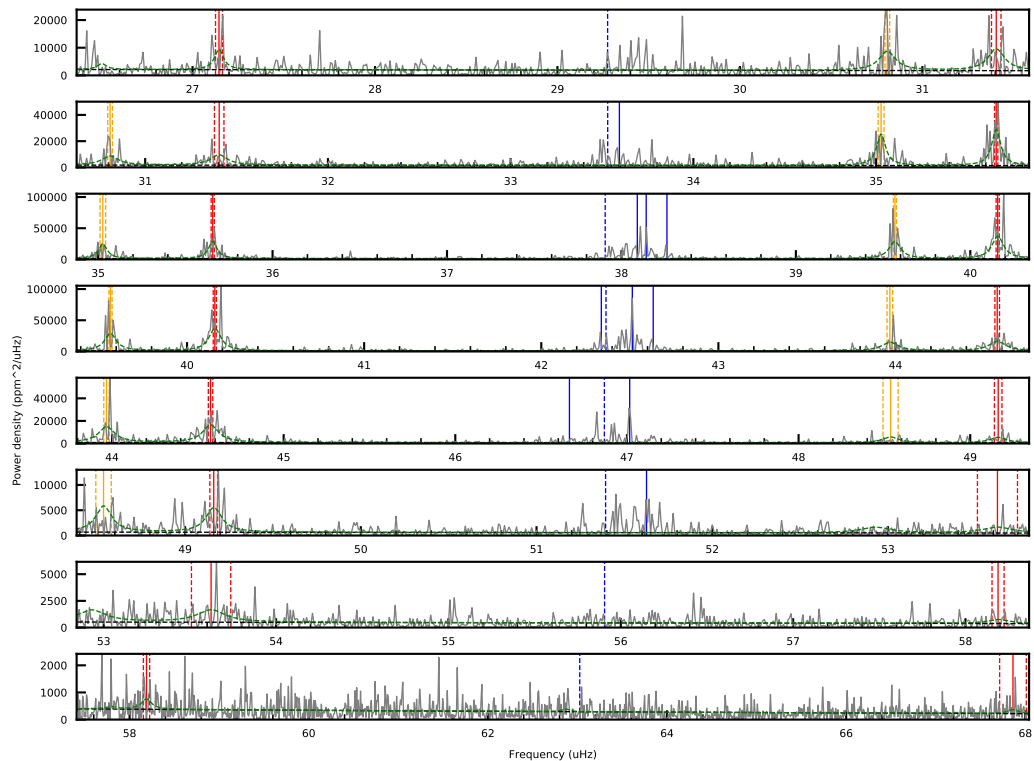 20000
10000
0
27 28 29 30 31
40000
20000
0
31 32 33 34 35
100000
50000
0
35 36 37 38 39 40
100000
50000
0
40 41 42 43 44
40000
20000
0
44 45 46 47 48 49
10000
5000
0
49 50 51 52 53
5000
2500
0
53 54 55 56 57 58
2000
1000
0
58 60 62 64 66 68
Power density (ppm^2/uHz)
Frequency (uHz)